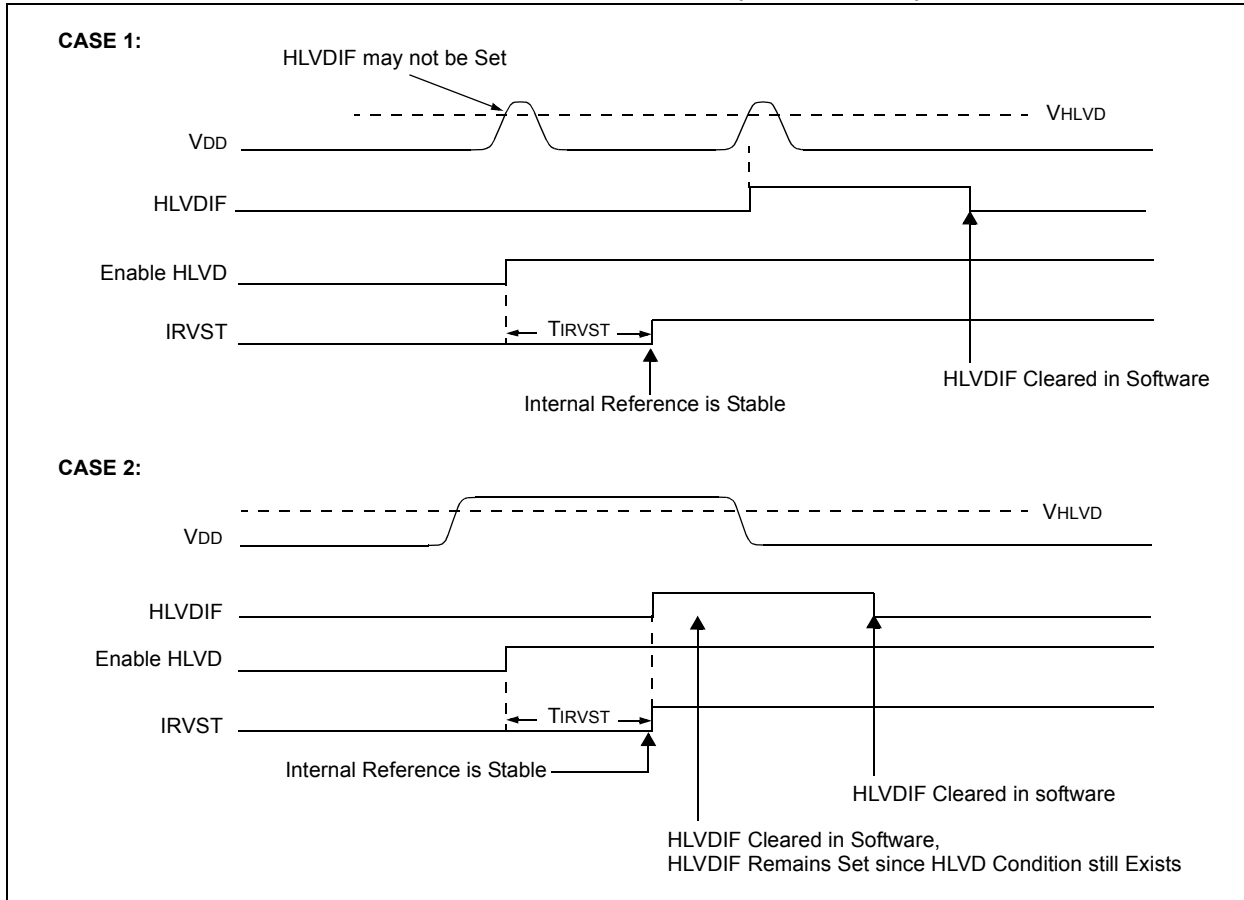 CASE 1:
HLVDIF may not be Set
VHLVD
VDD
HLVDIF
Enable HLVD
IRVST
TIRVST
HLVDIF Cleared in Software
Internal Reference is Stable
CASE 2:
VHLVD
VDD
HLVDIF
Enable HLVD
TIRVST
IRVST
Internal Reference is Stable
HLVDIF Cleared in software
HLVDIF Cleared in Software,
HLVDIF Remains Set since HLVD Condition still Exists